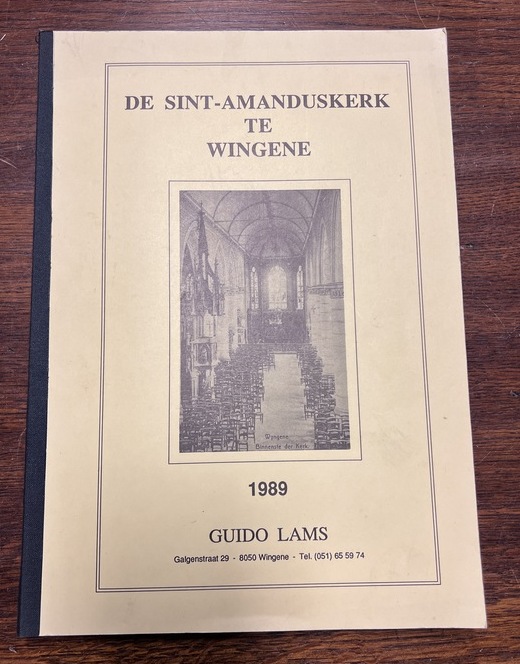 DE SINT-AMANDUSKERK
TE
WINGENE
Wyngene.
Binnenste der Kerk.
1989
GUIDO LAMS
Galgenstraat 29 - 8050 Wingene - Tel. (051) 65 59 74